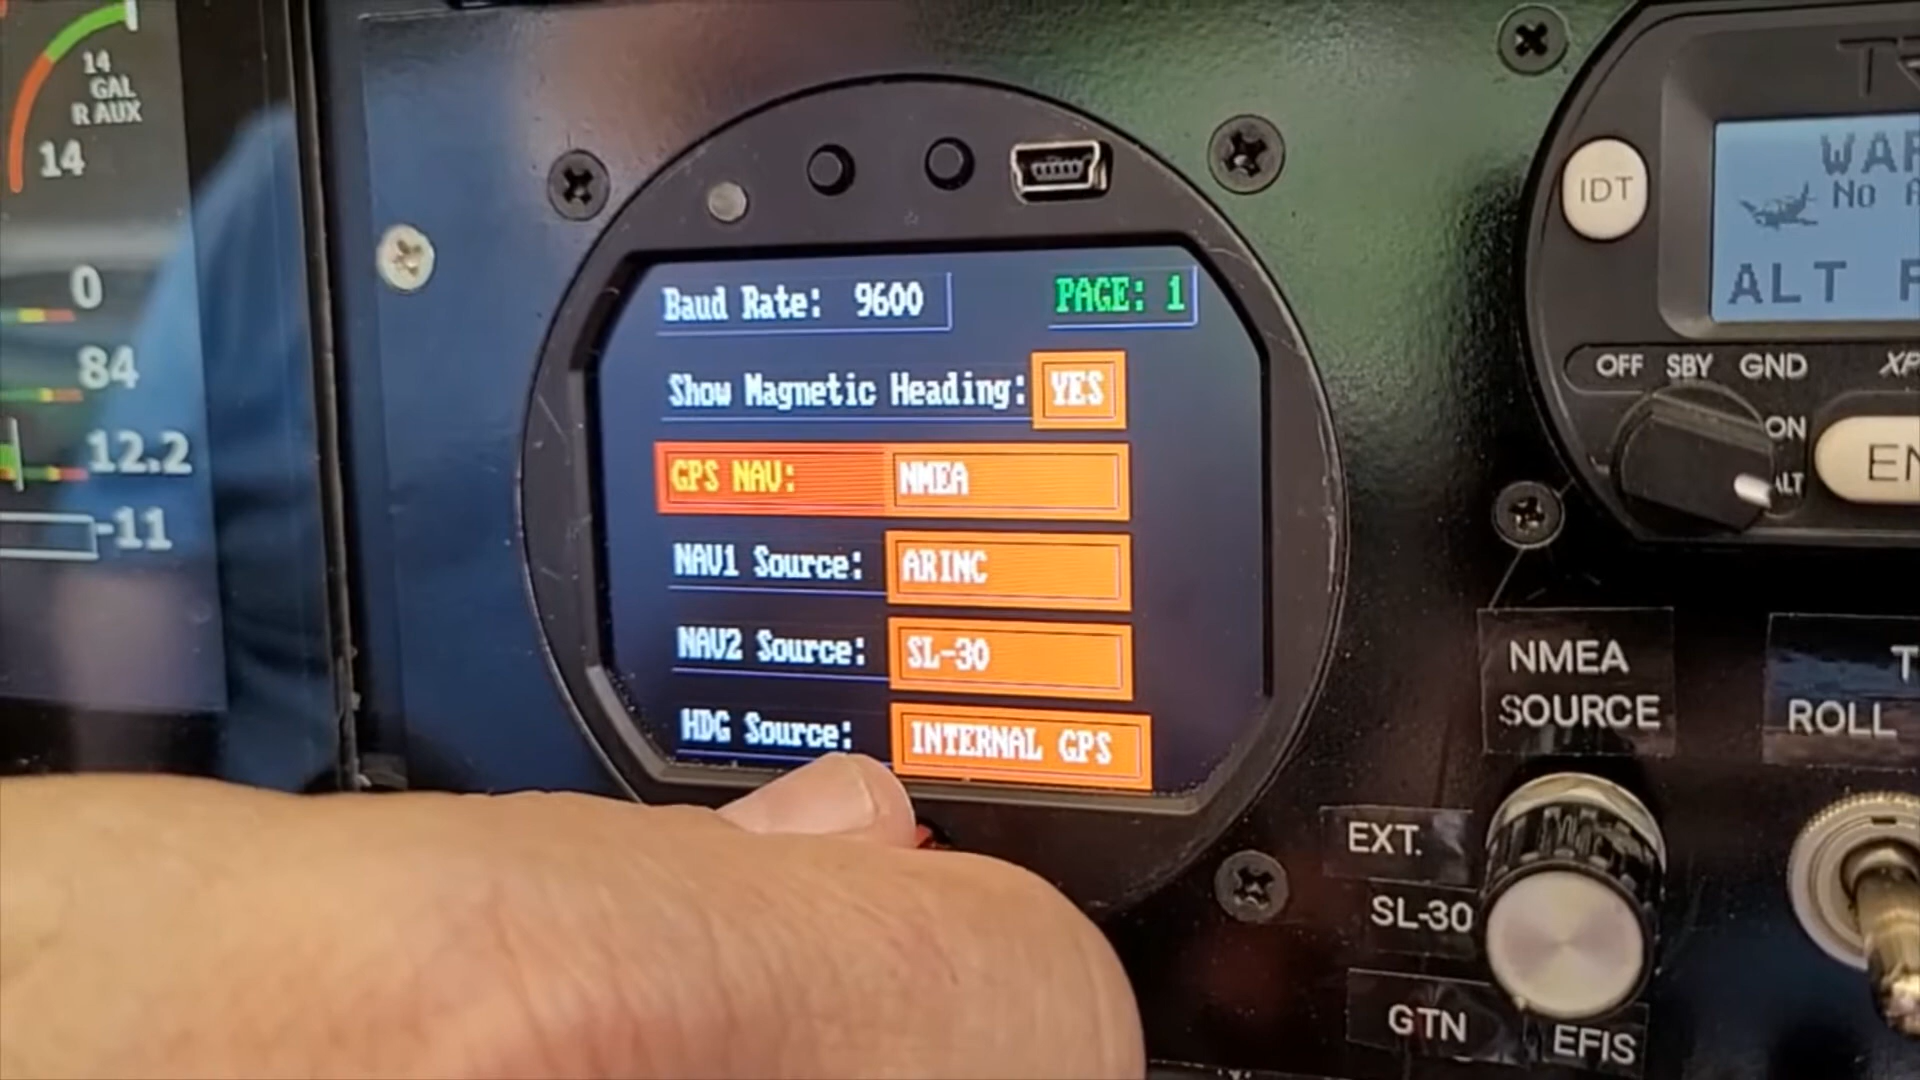 14
GAL
R AUX
14
0
84
12.2
-11
Baud Rate: 9600
PAGE: 1
Show Magnetic Heading: YES
GPS NAV: NMEA
NAV1 Source: ARINC
NAV2 Source: SL-30
HDG Source: INTERNAL GPS
IDT
No
ALT
OFF SBY GND
ON
ALT
NMEA
SOURCE
ROLL
EXT.
SL-30
GTN
EFIS